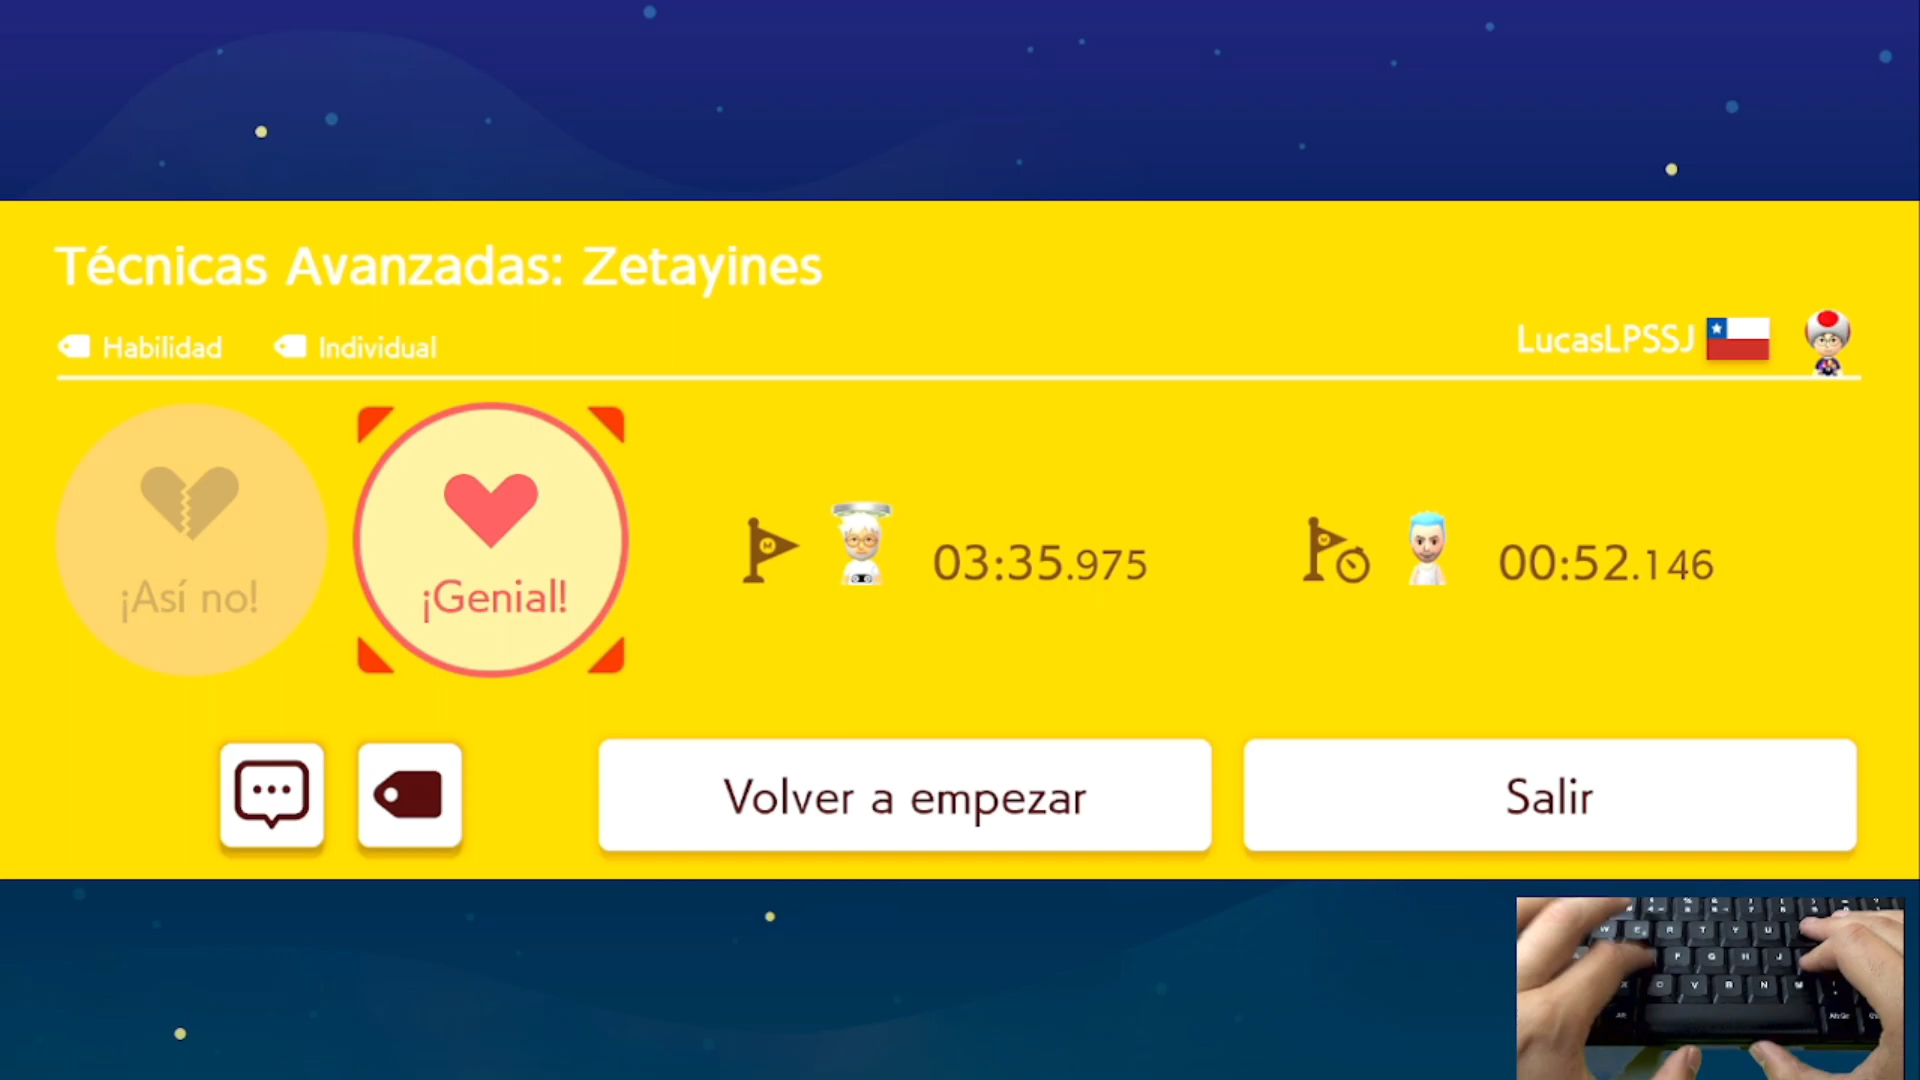 Técnicas Avanzadas: Zetayines
Habilidad
Individual
LucasLPSSJ
¡Así no!
¡Genial!
M
03:35.975
M
00:52.146
Volver a empezar
Salir
W E R T Y U
F G H J
C V B N M